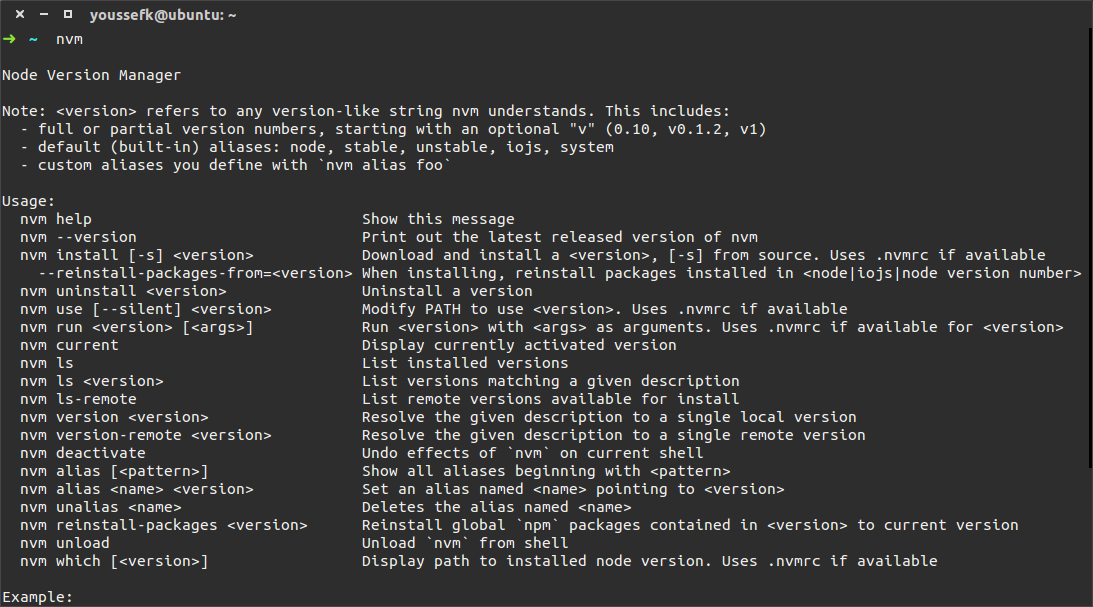 youssefk@ubuntu: ~
➜  ~  nvm

Node Version Manager

Note: <version> refers to any version-like string nvm understands. This includes:
  - full or partial version numbers, starting with an optional "v" (0.10, v0.1.2, v1)
  - default (built-in) aliases: node, stable, unstable, iojs, system
  - custom aliases you define with `nvm alias foo`

Usage:
  nvm help                              Show this message
  nvm --version                         Print out the latest released version of nvm
  nvm install [-s] <version>            Download and install a <version>, [-s] from source. Uses .nvmrc if available
    --reinstall-packages-from=<version> When installing, reinstall packages installed in <node|iojs|node version number>
  nvm uninstall <version>               Uninstall a version
  nvm use [--silent] <version>          Modify PATH to use <version>. Uses .nvmrc if available
  nvm run <version> [<args>]            Run <version> with <args> as arguments. Uses .nvmrc if available for <version>
  nvm current                           Display currently activated version
  nvm ls                                List installed versions
  nvm ls <version>                      List versions matching a given description
  nvm ls-remote                         List remote versions available for install
  nvm version <version>                 Resolve the given description to a single local version
  nvm version-remote <version>          Resolve the given description to a single remote version
  nvm deactivate                        Undo effects of `nvm` on current shell
  nvm alias [<pattern>]                 Show all aliases beginning with <pattern>
  nvm alias <name> <version>            Set an alias named <name> pointing to <version>
  nvm unalias <name>                    Deletes the alias named <name>
  nvm reinstall-packages <version>      Reinstall global `npm` packages contained in <version> to current version
  nvm unload                            Unload `nvm` from shell
  nvm which [<version>]                 Display path to installed node version. Uses .nvmrc if available

Example: